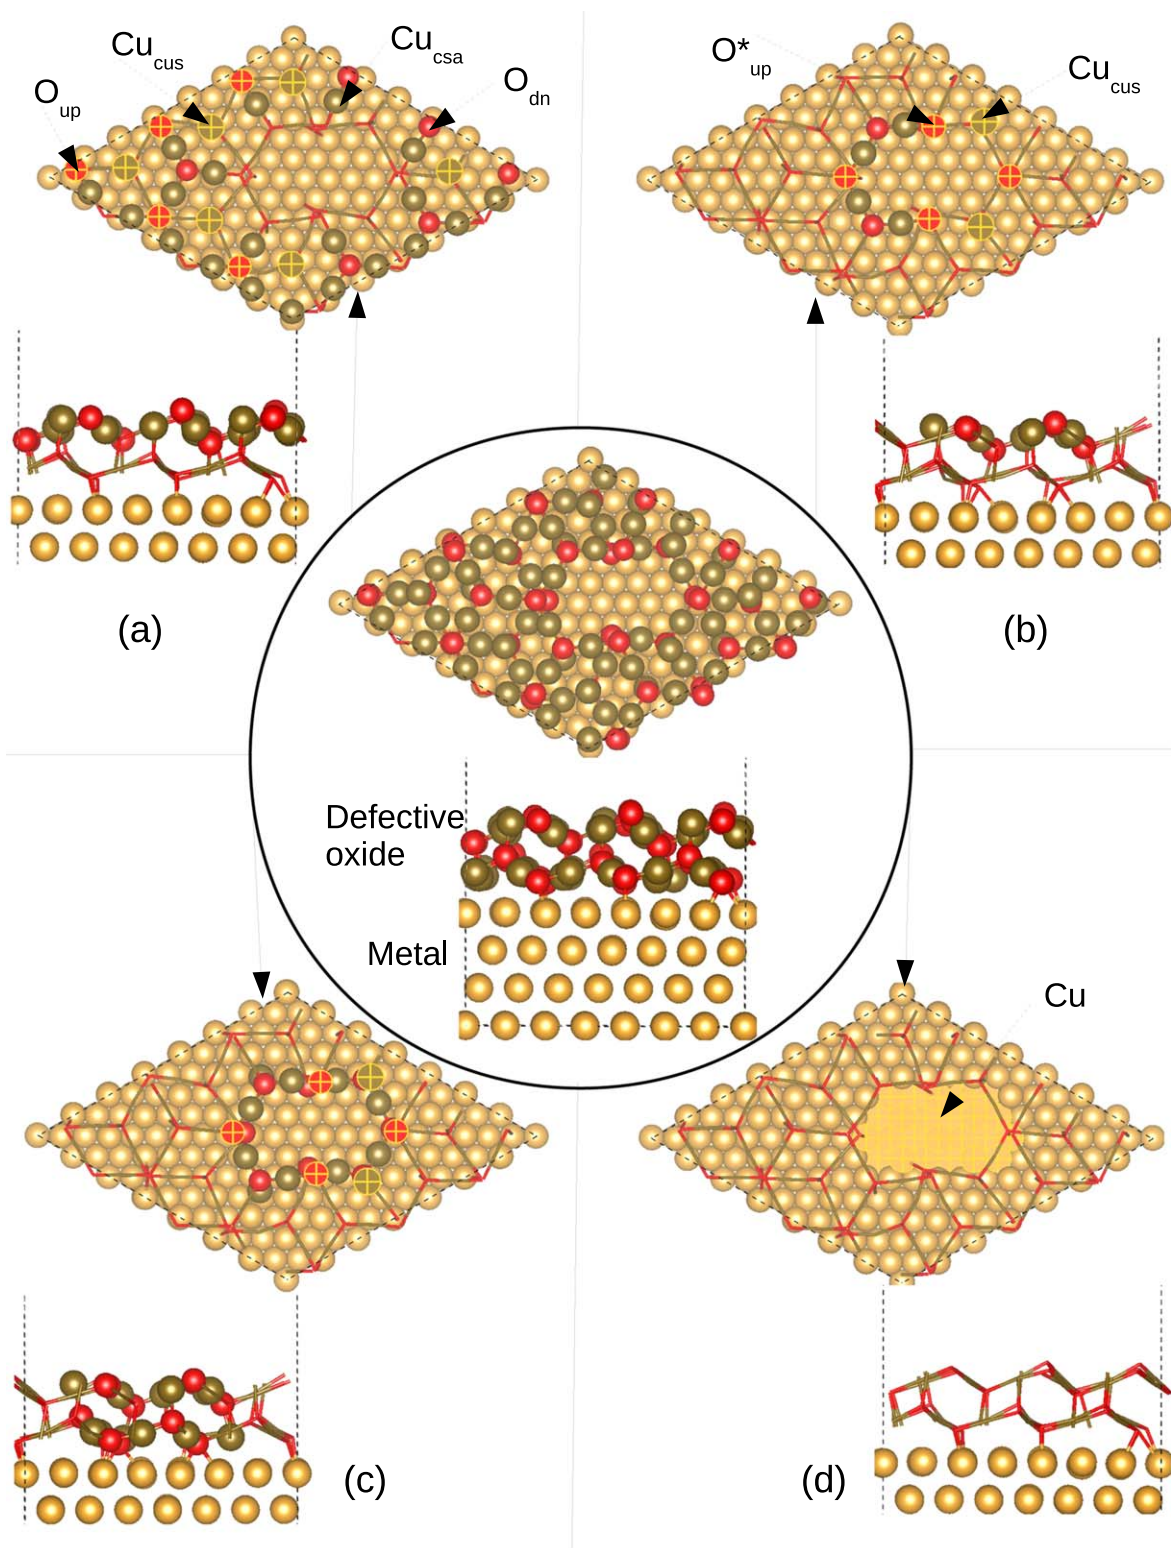 O_up
Cu_cus
Cu_csa
O_dn
O*_up
Cu_cus
(a)
(b)
Defective
oxide
Metal
Cu
(c)
(d)